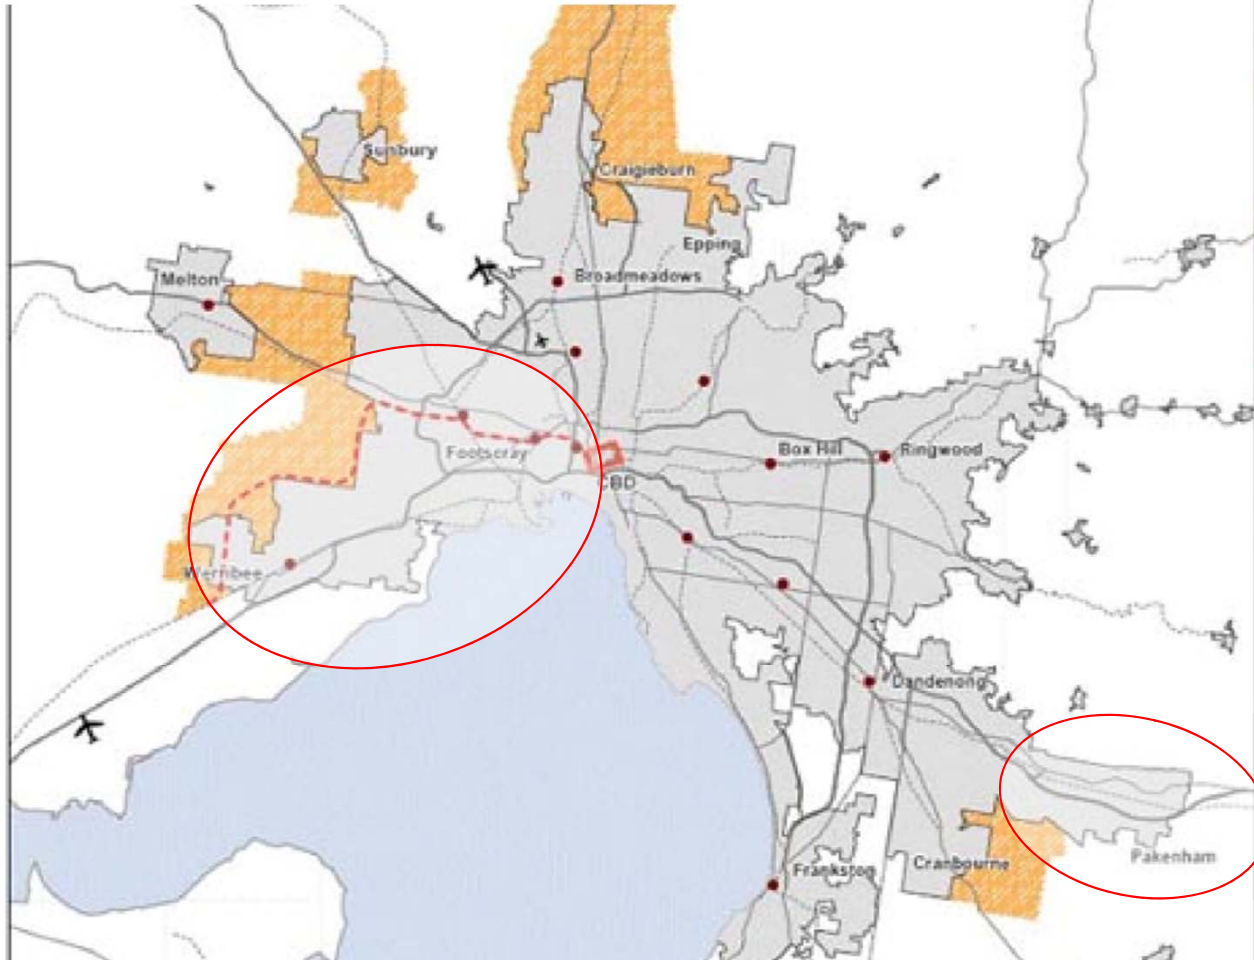 Sunbury
Craigieburn
Epping
Melton
Broadmeadows
Footscray
Box Hill
Ringwood
CBD
Werribee
Dandenong
Pakenham
Cranbourne
Frankston